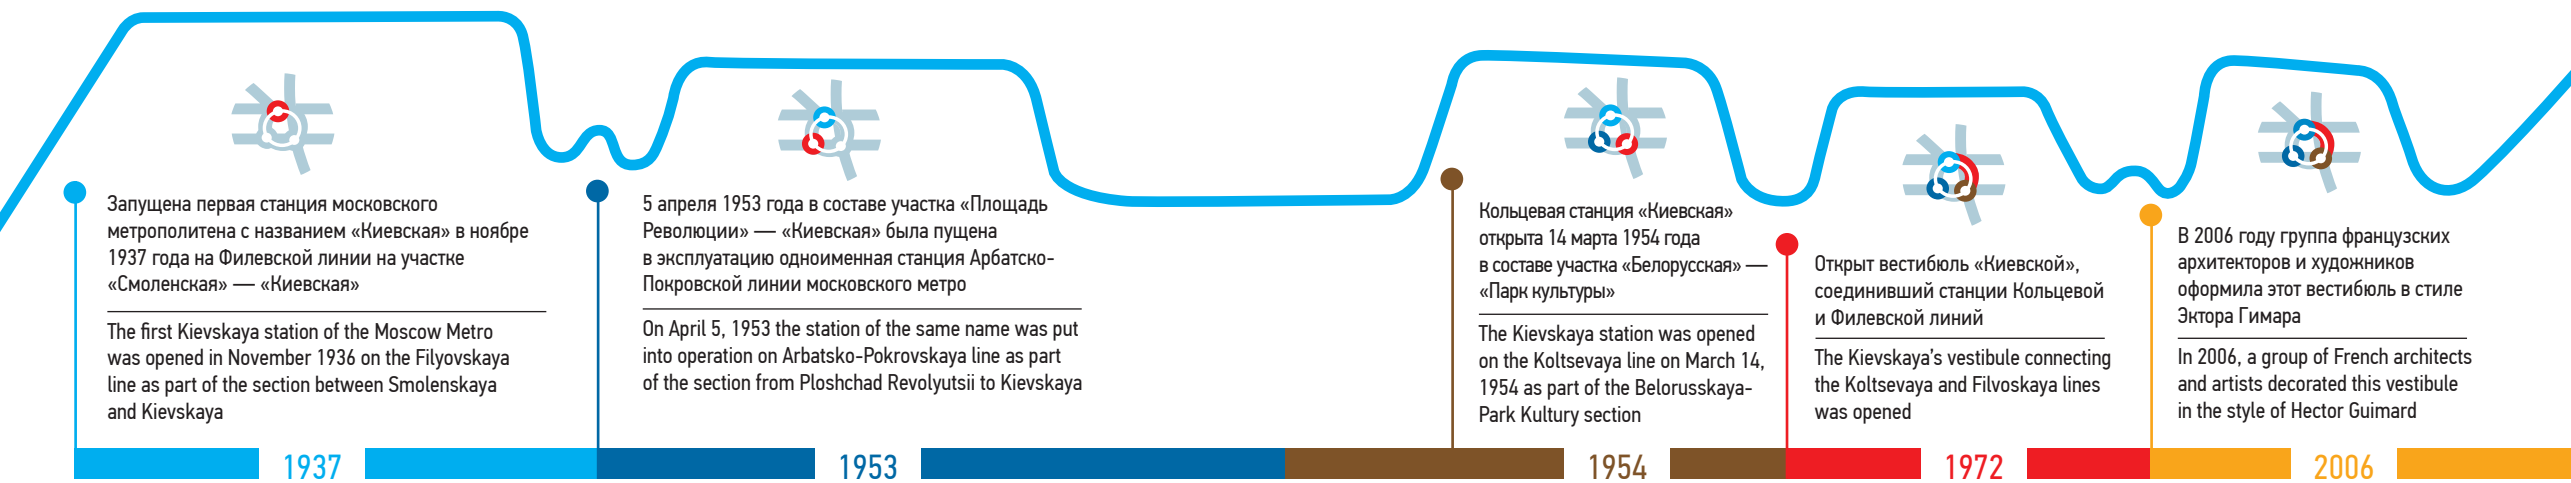 Запущена первая станция московского
метрополитена с названием «Киевская» в ноябре
1937 года на Филевской линии на участке
«Смоленская» — «Киевская»
The first Kievskaya station of the Moscow Metro
was opened in November 1936 on the Filyovskaya
line as part of the section between Smolenskaya
and Kievskaya
1937
5 апреля 1953 года в составе участка «Площадь
Революции» — «Киевская» была пущена
в эксплуатацию одноименная станция Арбатско-
Покровской линии московского метро
On April 5, 1953 the station of the same name was put
into operation on Arbatsko-Pokrovskaya line as part
of the section from Ploshchad Revolyutsii to Kievskaya
1953
Кольцевая станция «Киевская»
открыта 14 марта 1954 года
в составе участка «Белорусская» —
«Парк культуры»
The Kievskaya station was opened
on the Koltsevaya line on March 14,
1954 as part of the Belorusskaya-
Park Kultury section
1954
Открыт вестибюль «Киевской»,
соединивший станции Кольцевой
и Филевской линий
The Kievskaya's vestibule connecting
the Koltsevaya and Filvoskaya lines
was opened
1972
В 2006 году группа французских
архитекторов и художников
оформила этот вестибюль в стиле
Эктора Гимара
In 2006, a group of French architects
and artists decorated this vestibule
in the style of Hector Guimard
2006